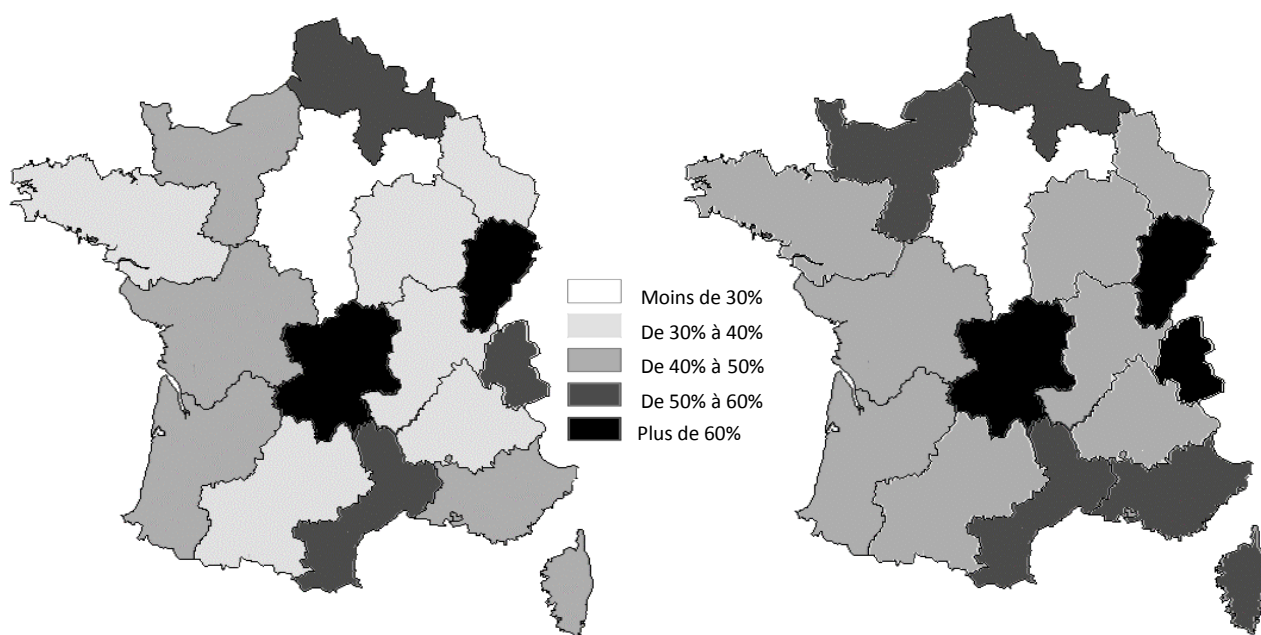 Moins de 30%
De 30% à 40%
De 40% à 50%
De 50% à 60%
Plus de 60%